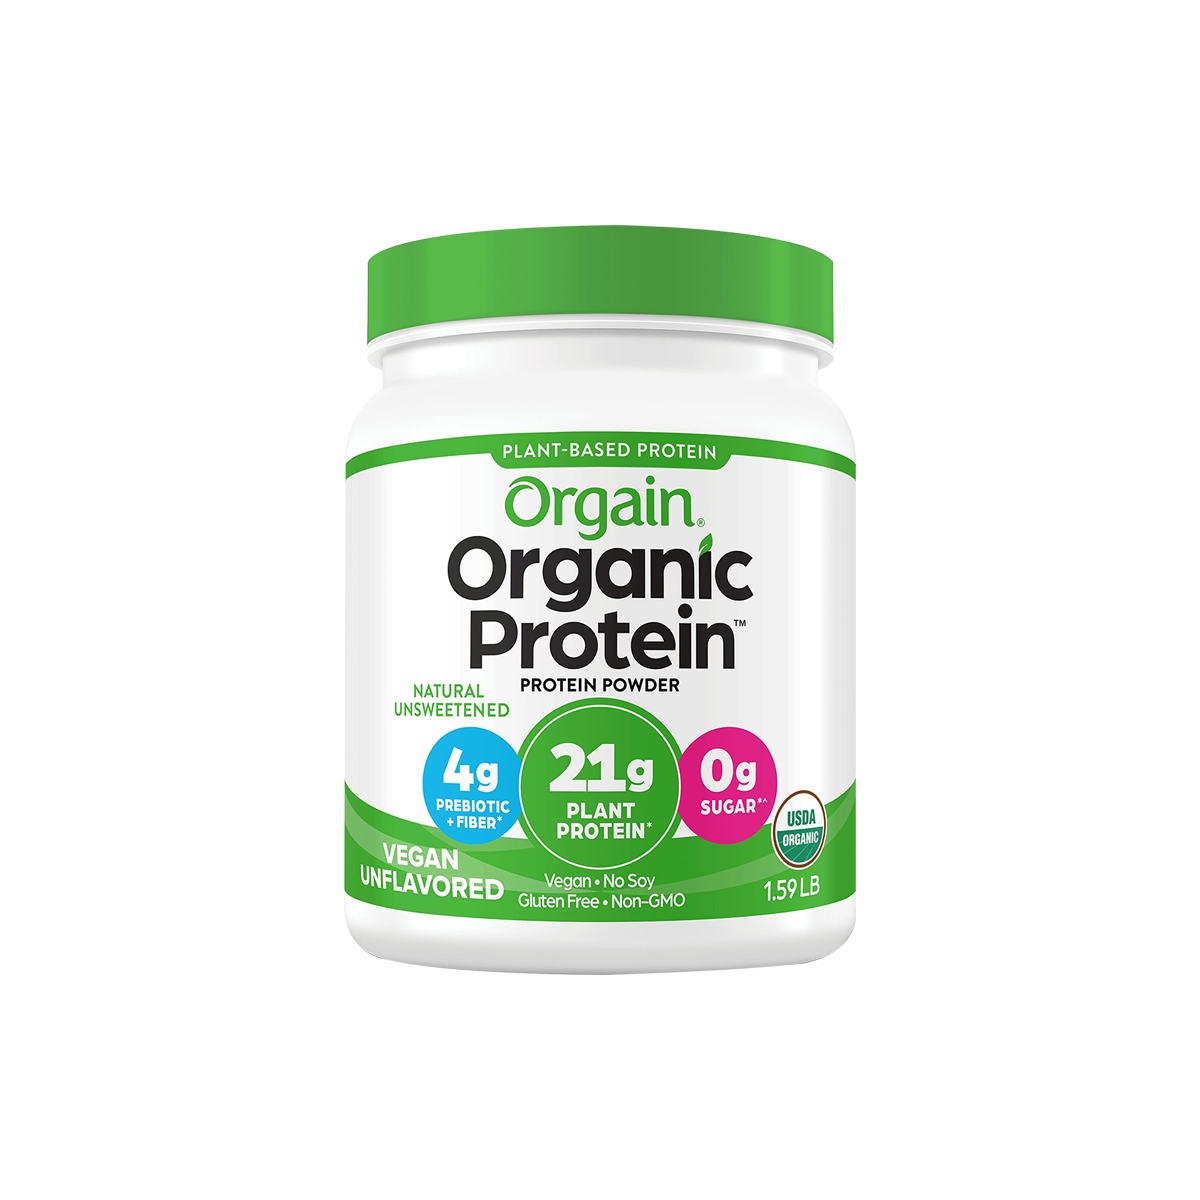 PLANT-BASED PROTEIN
Orgain®
Organic
Protein™
PROTEIN POWDER
NATURAL
UNSWEETENED
4g
PREBIOTIC
+ FIBER*
21g
PLANT
PROTEIN*
0g
SUGAR*^
USDA
ORGANIC
VEGAN
UNFLAVORED
Vegan • No Soy
Gluten Free • Non-GMO
1.59 LB